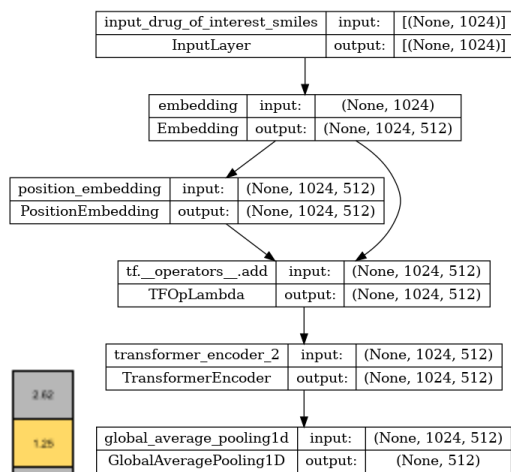 input_drug_of_interest_smiles input: [(None, 1024)]
InputLayer output: [(None, 1024)]
embedding input: (None, 1024)
Embedding output: (None, 1024, 512)
position_embedding input: (None, 1024, 512)
PositionEmbedding output: (None, 1024, 512)
tf.__operators__.add input: (None, 1024, 512)
TFOpLambda output: (None, 1024, 512)
transformer_encoder_2 input: (None, 1024, 512)
TransformerEncoder output: (None, 1024, 512)
2.62
1.25
global_average_pooling1d input: (None, 1024, 512)
GlobalAveragePooling1D output: (None, 512)